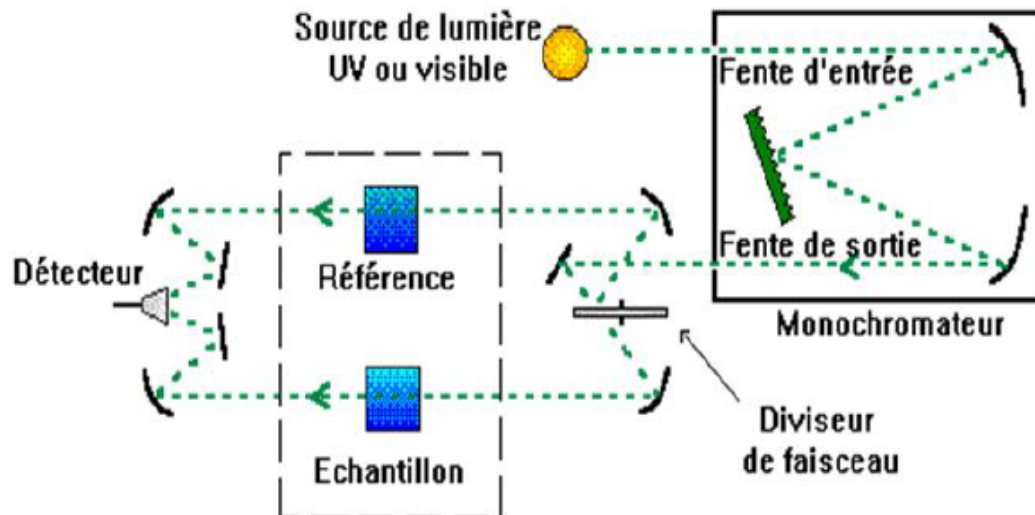 Source de lumière
UV ou visible
Fente d'entrée
Fente de sortie
Monochromateur
Détecteur
Référence
Echantillon
Diviseur
de faisceau